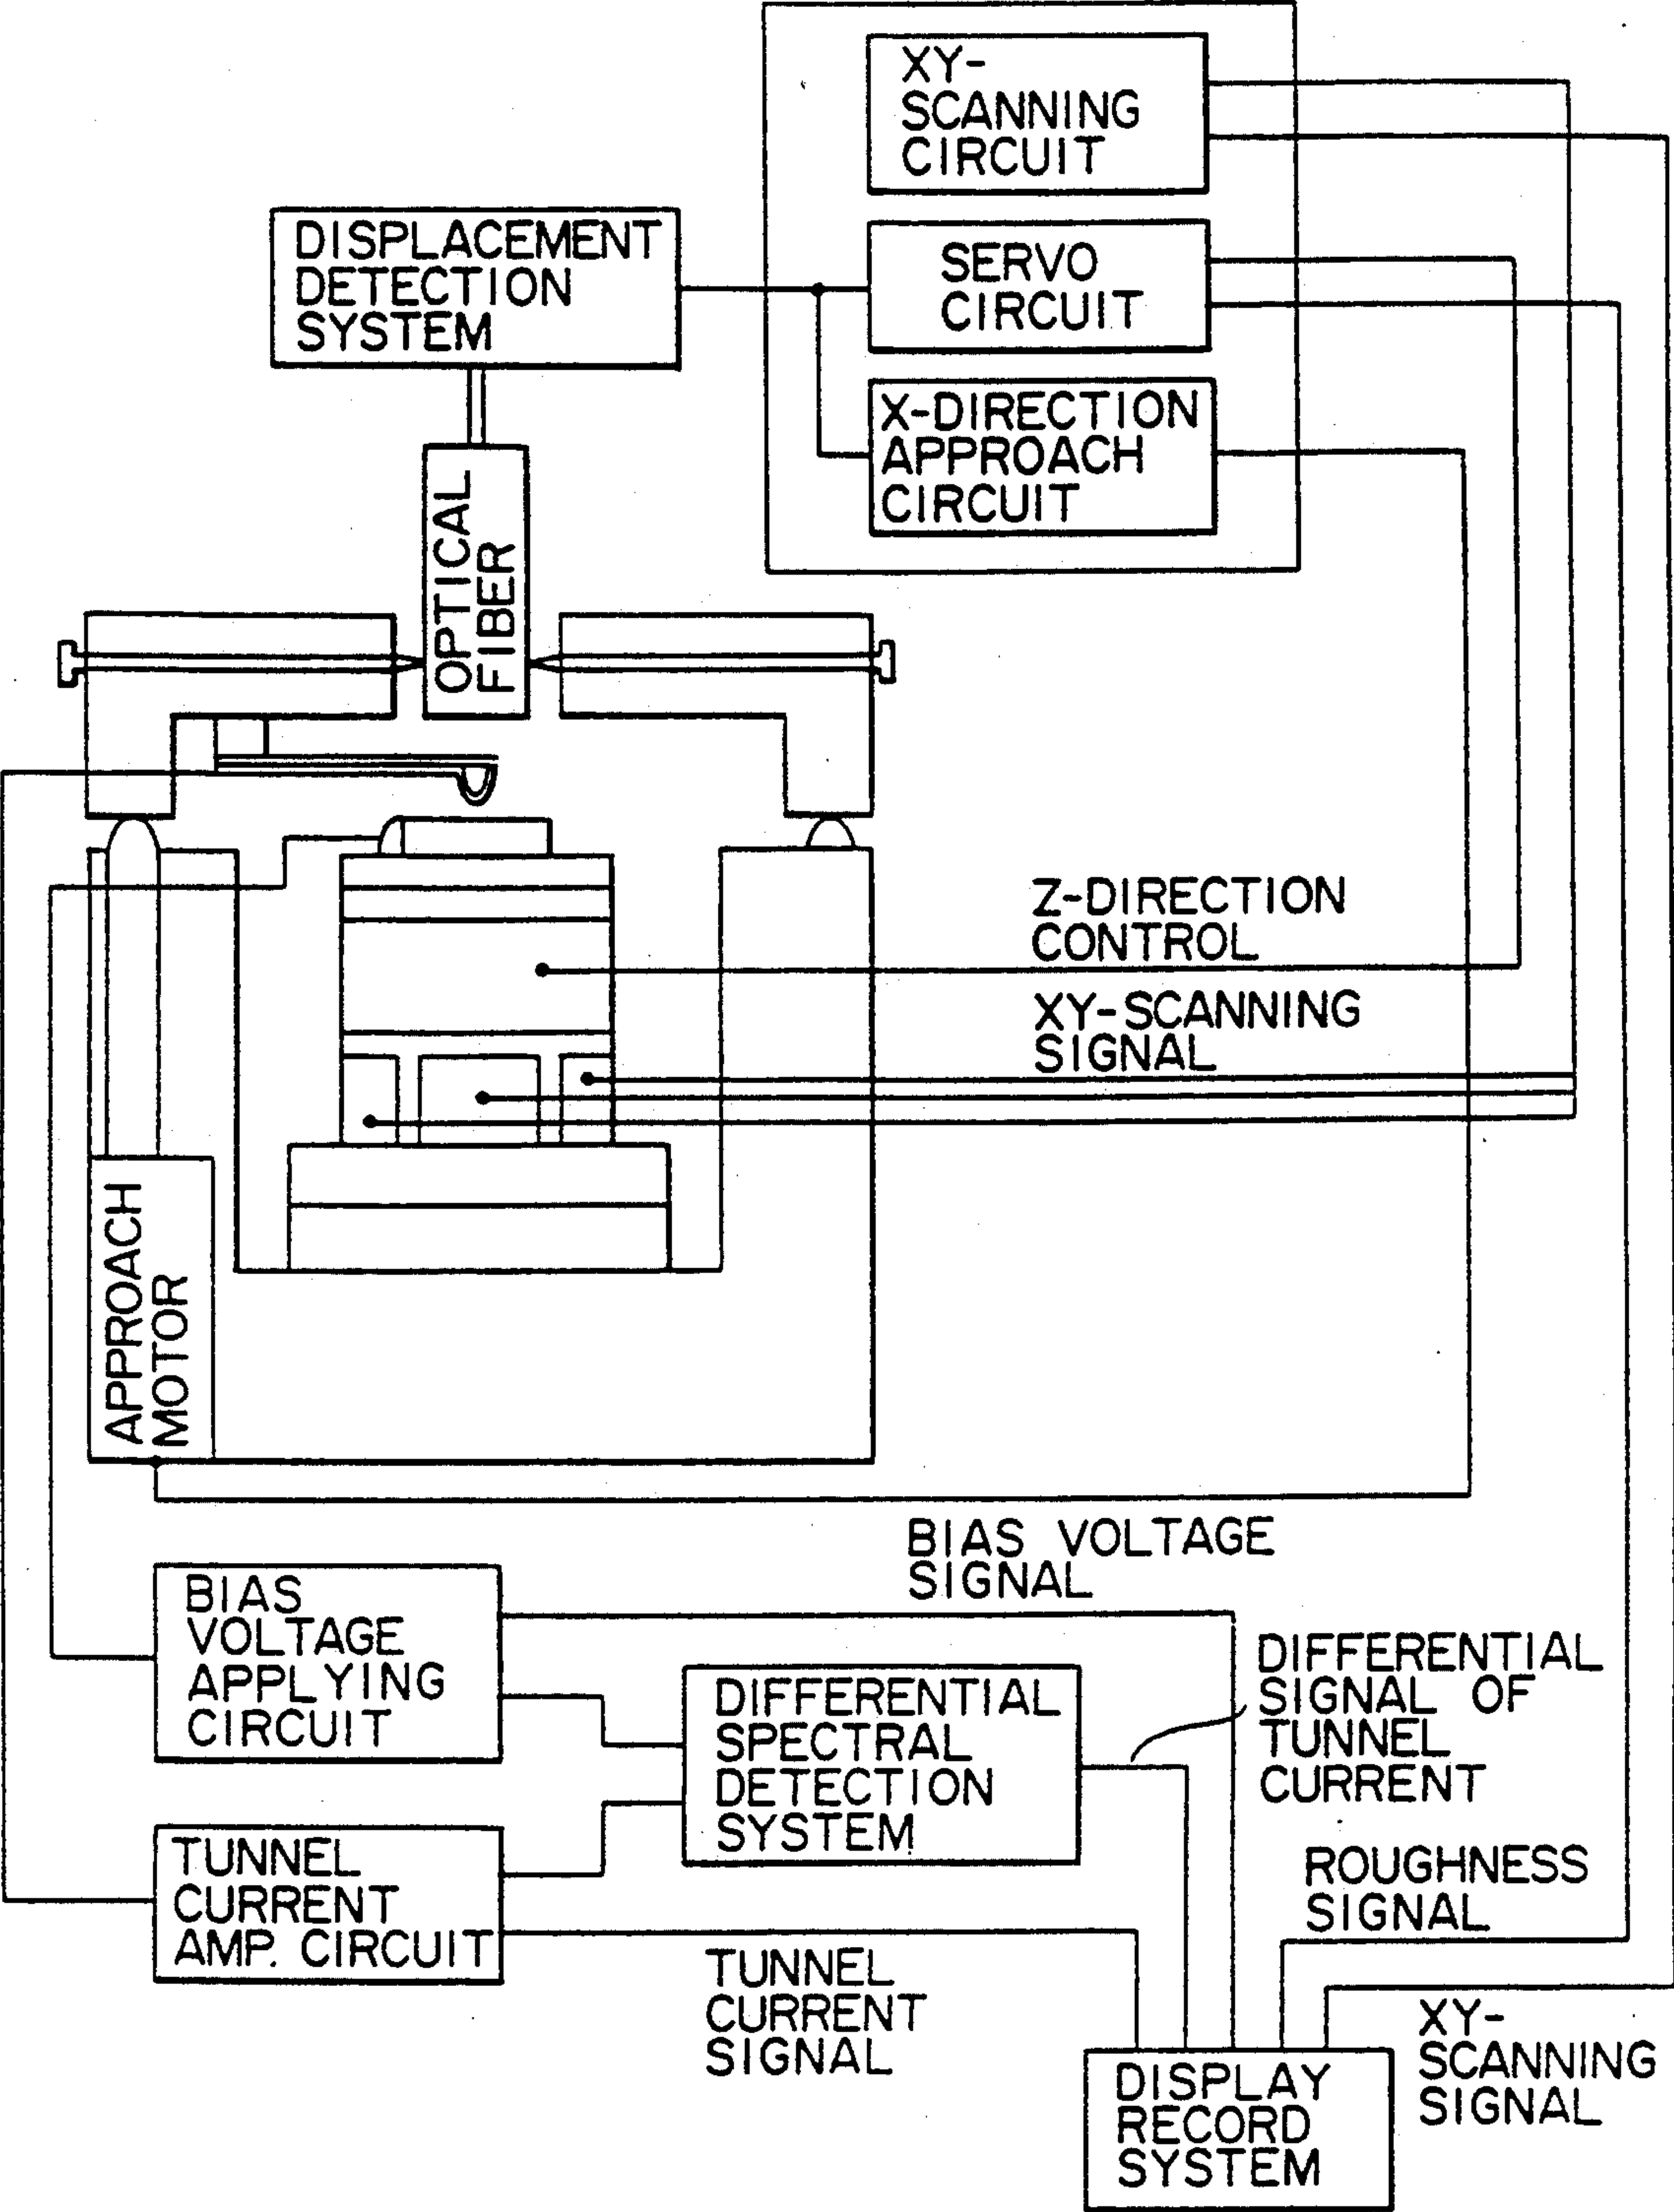 XY-
SCANNING
CIRCUIT
DISPLACEMENT
DETECTION
SYSTEM
SERVO
CIRCUIT
X-DIRECTION
APPROACH
CIRCUIT
OPTICAL
FIBER
Z-DIRECTION
CONTROL
XY-SCANNING
SIGNAL
APPROACH
MOTOR
BIAS VOLTAGE
SIGNAL
BIAS
VOLTAGE
APPLYING
CIRCUIT
DIFFERENTIAL
SIGNAL OF
TUNNEL
CURRENT
DIFFERENTIAL
SPECTRAL
DETECTION
SYSTEM
TUNNEL
CURRENT
AMP. CIRCUIT
ROUGHNESS
SIGNAL
TUNNEL
CURRENT
SIGNAL
XY-
SCANNING
SIGNAL
DISPLAY
RECORD
SYSTEM